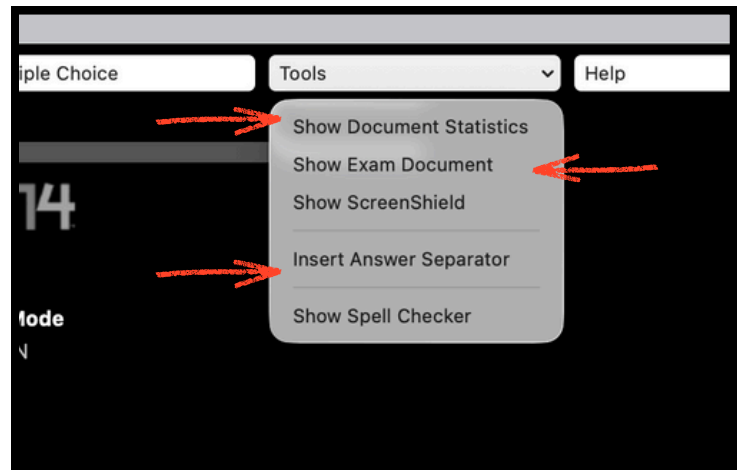 iple Choice
Tools
Help
Show Document Statistics
Show Exam Document
Show ScreenShield
Insert Answer Separator
Show Spell Checker
14
Mode
N